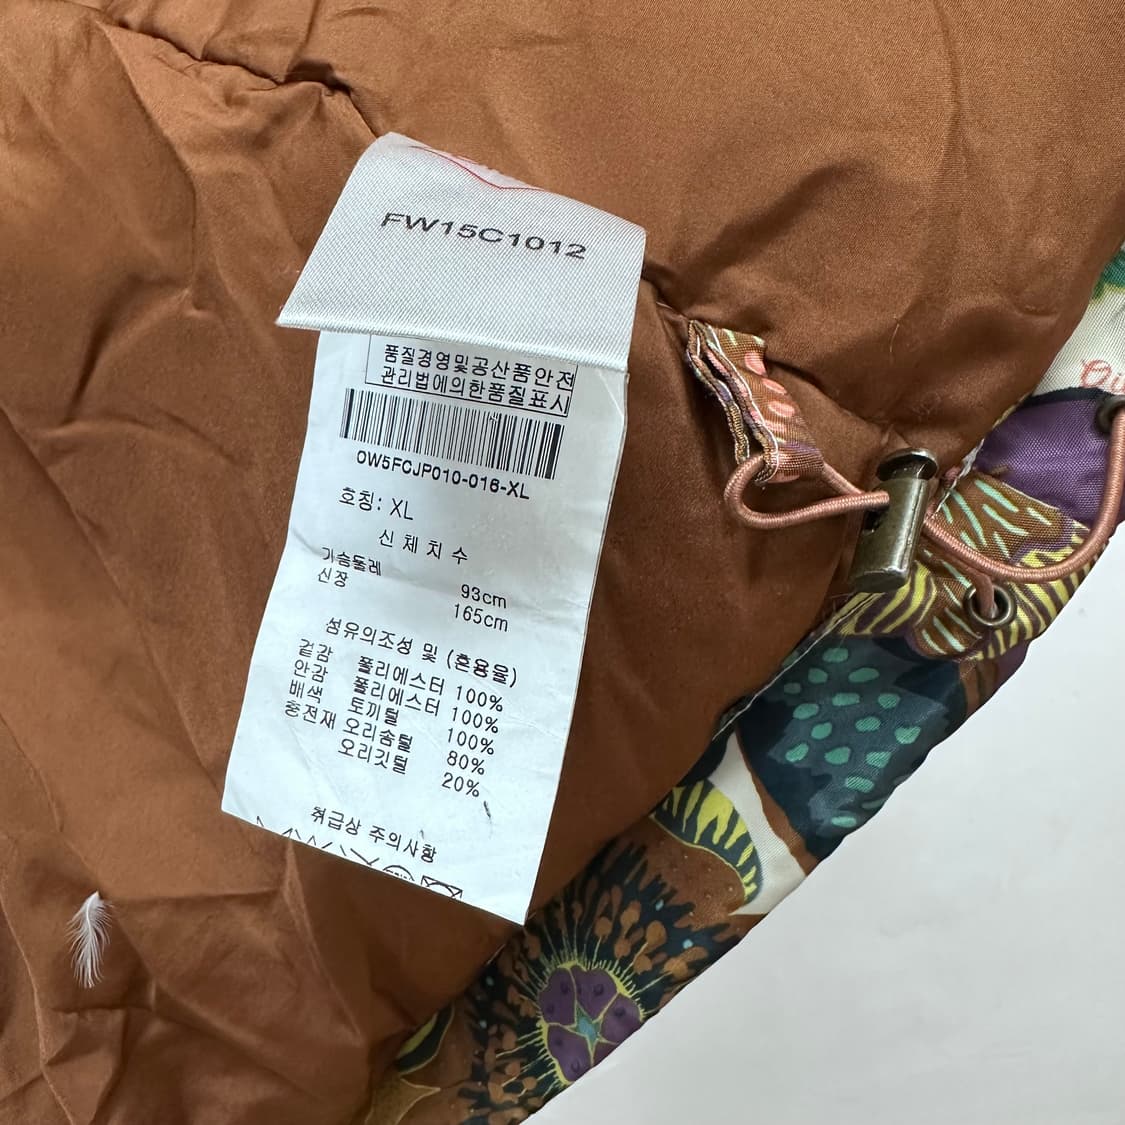 FW15C1012
품질경영및공산품안전
관리법에의한품질표시
0W5FCJP010-016-XL
호칭: XL
신체치수
가슴둘레 93cm
신장 165cm
섬유의조성 및 (혼용율)
겉감 폴리에스터 100%
안감 폴리에스터 100%
배색 토끼털 100%
충전재 오리솜털 80%
오리깃털 20%
취급상 주의사항